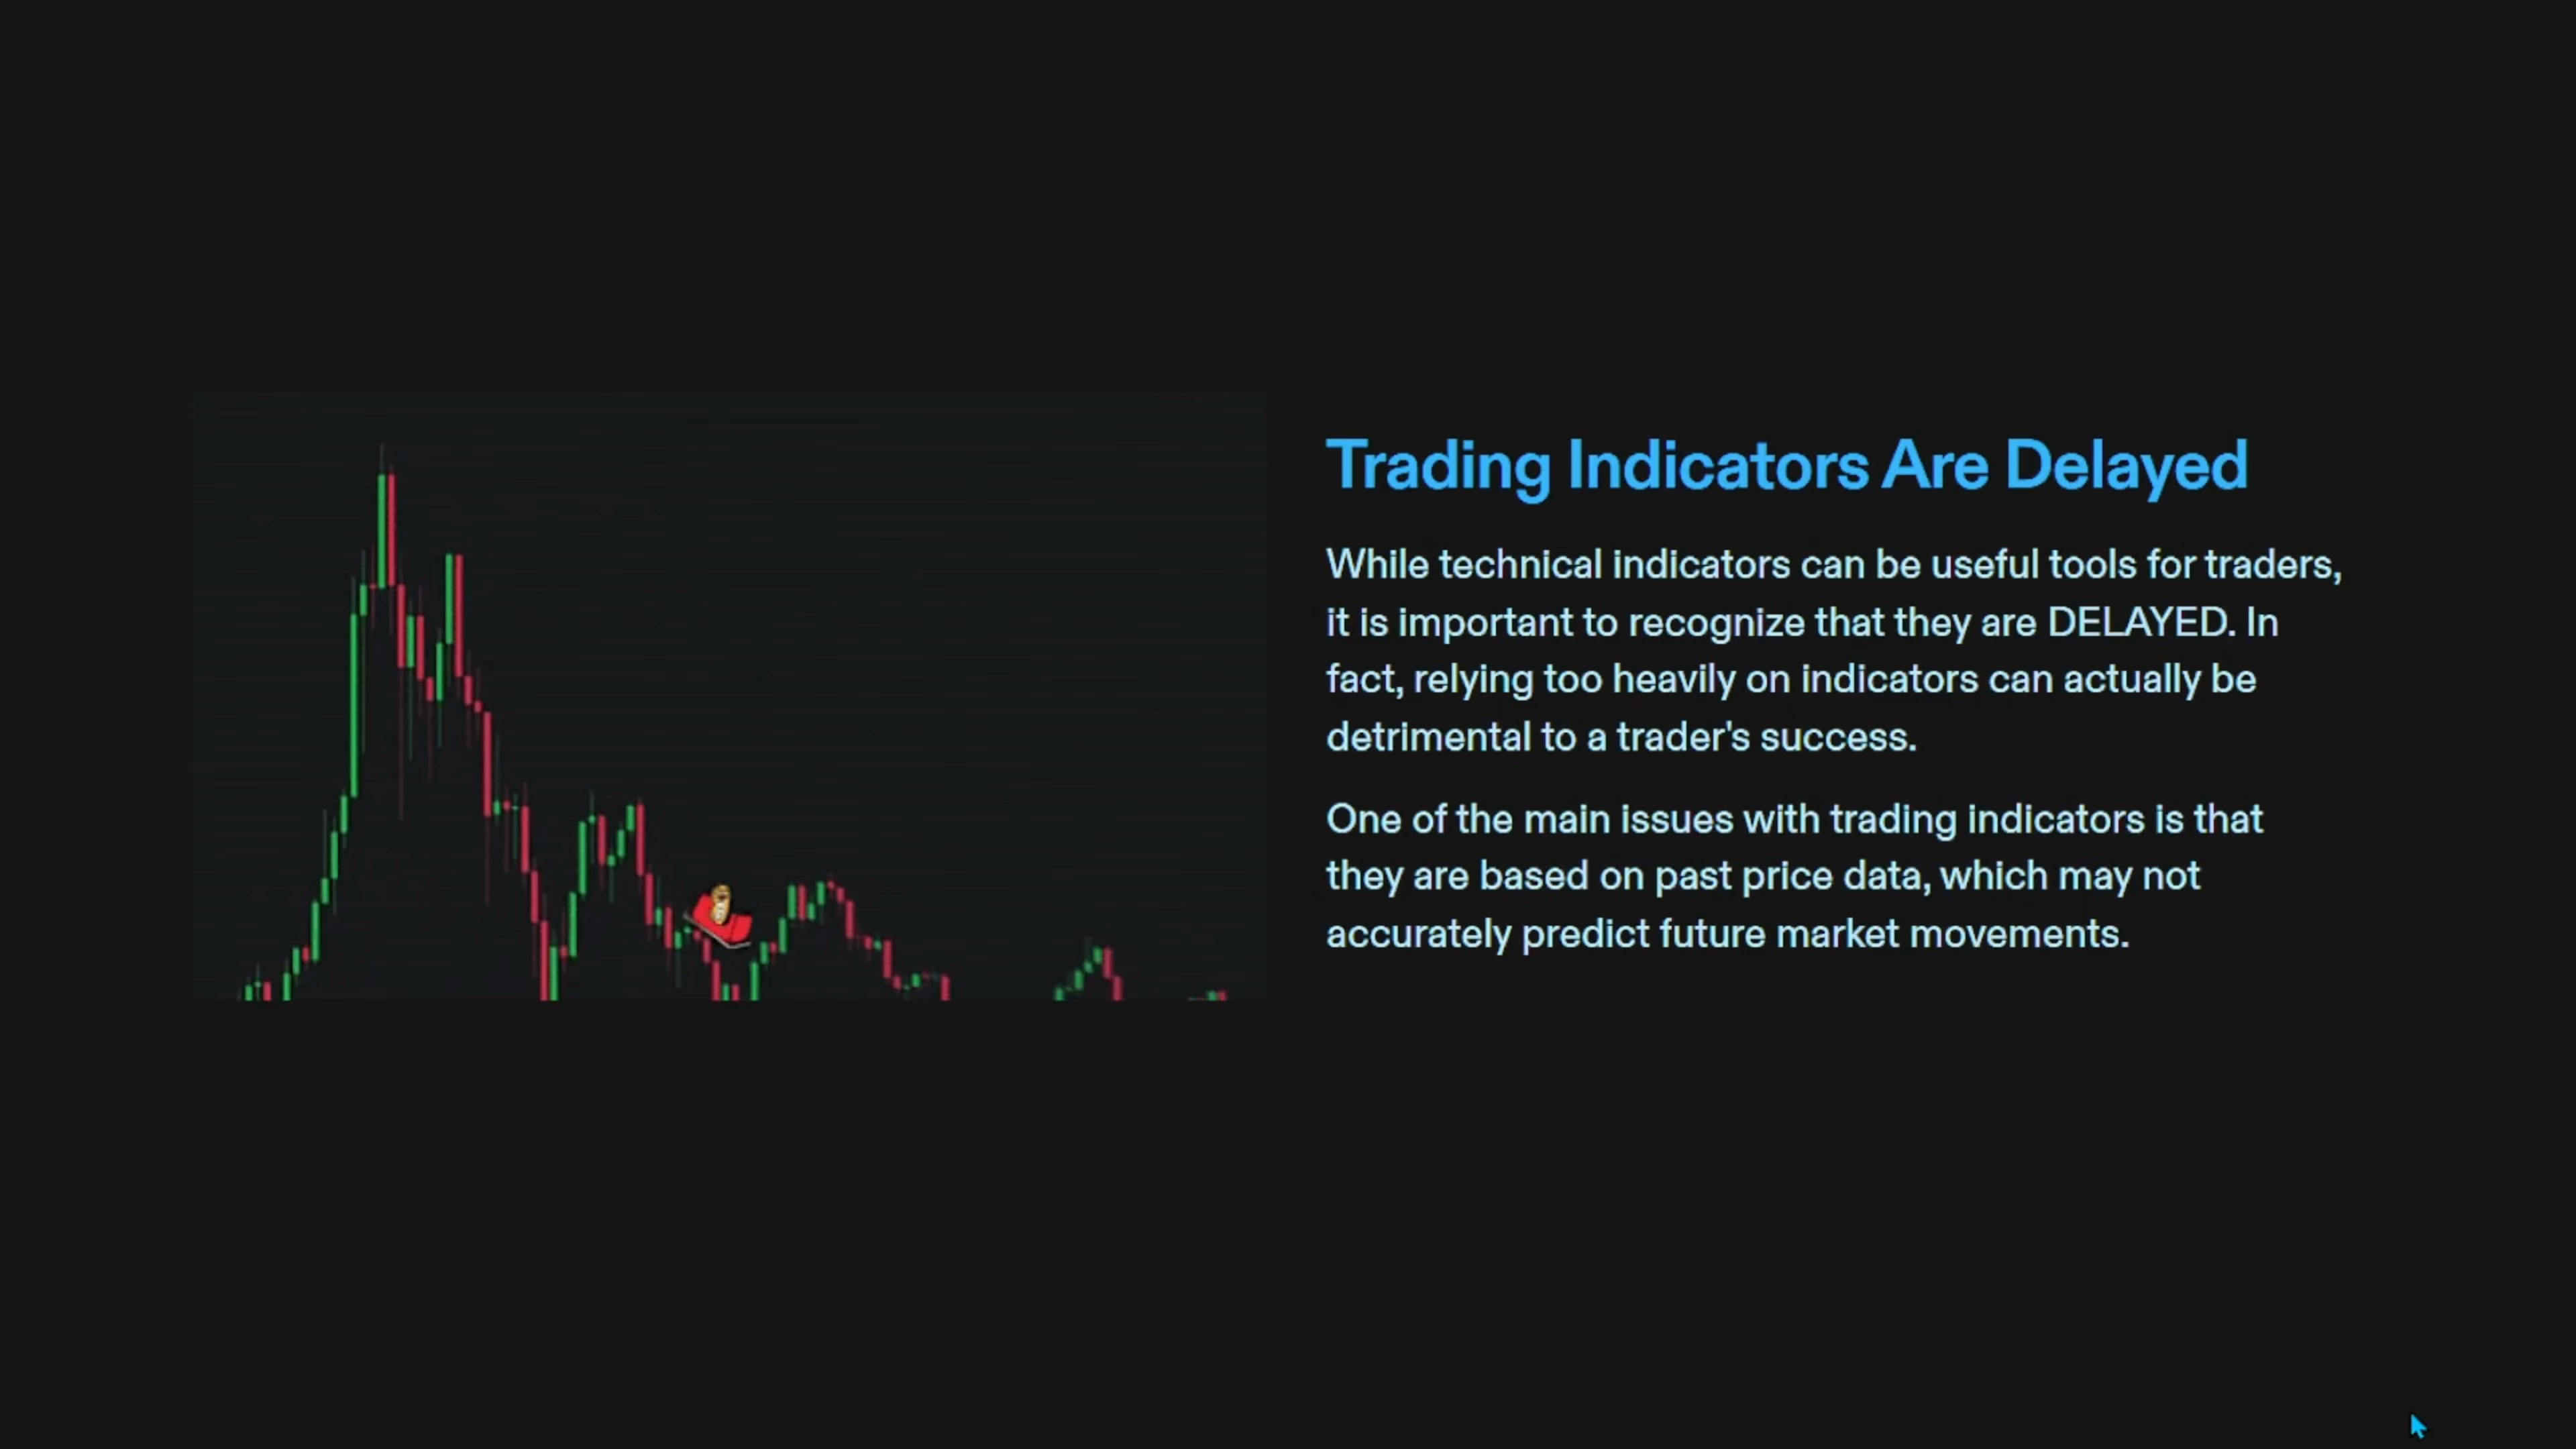 Trading Indicators Are Delayed
While technical indicators can be useful tools for traders,
it is important to recognize that they are DELAYED. In
fact, relying too heavily on indicators can actually be
detrimental to a trader's success.
One of the main issues with trading indicators is that
they are based on past price data, which may not
accurately predict future market movements.